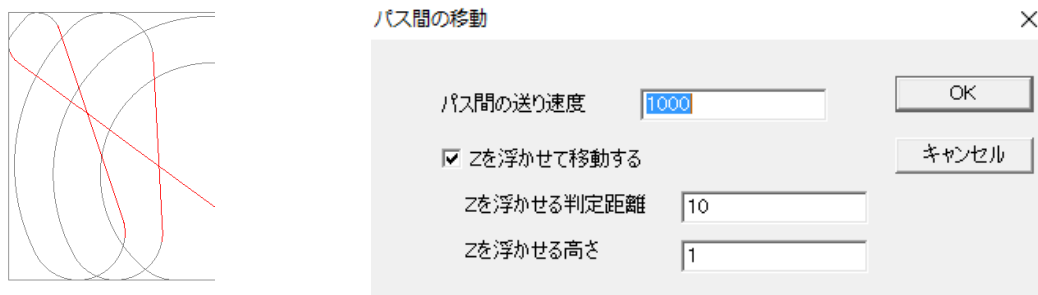 パス間の移動
パス間の送り速度 1000 OK
Zを浮かせて移動する キャンセル
Zを浮かせる判定距離 10
Zを浮かせる高さ 1